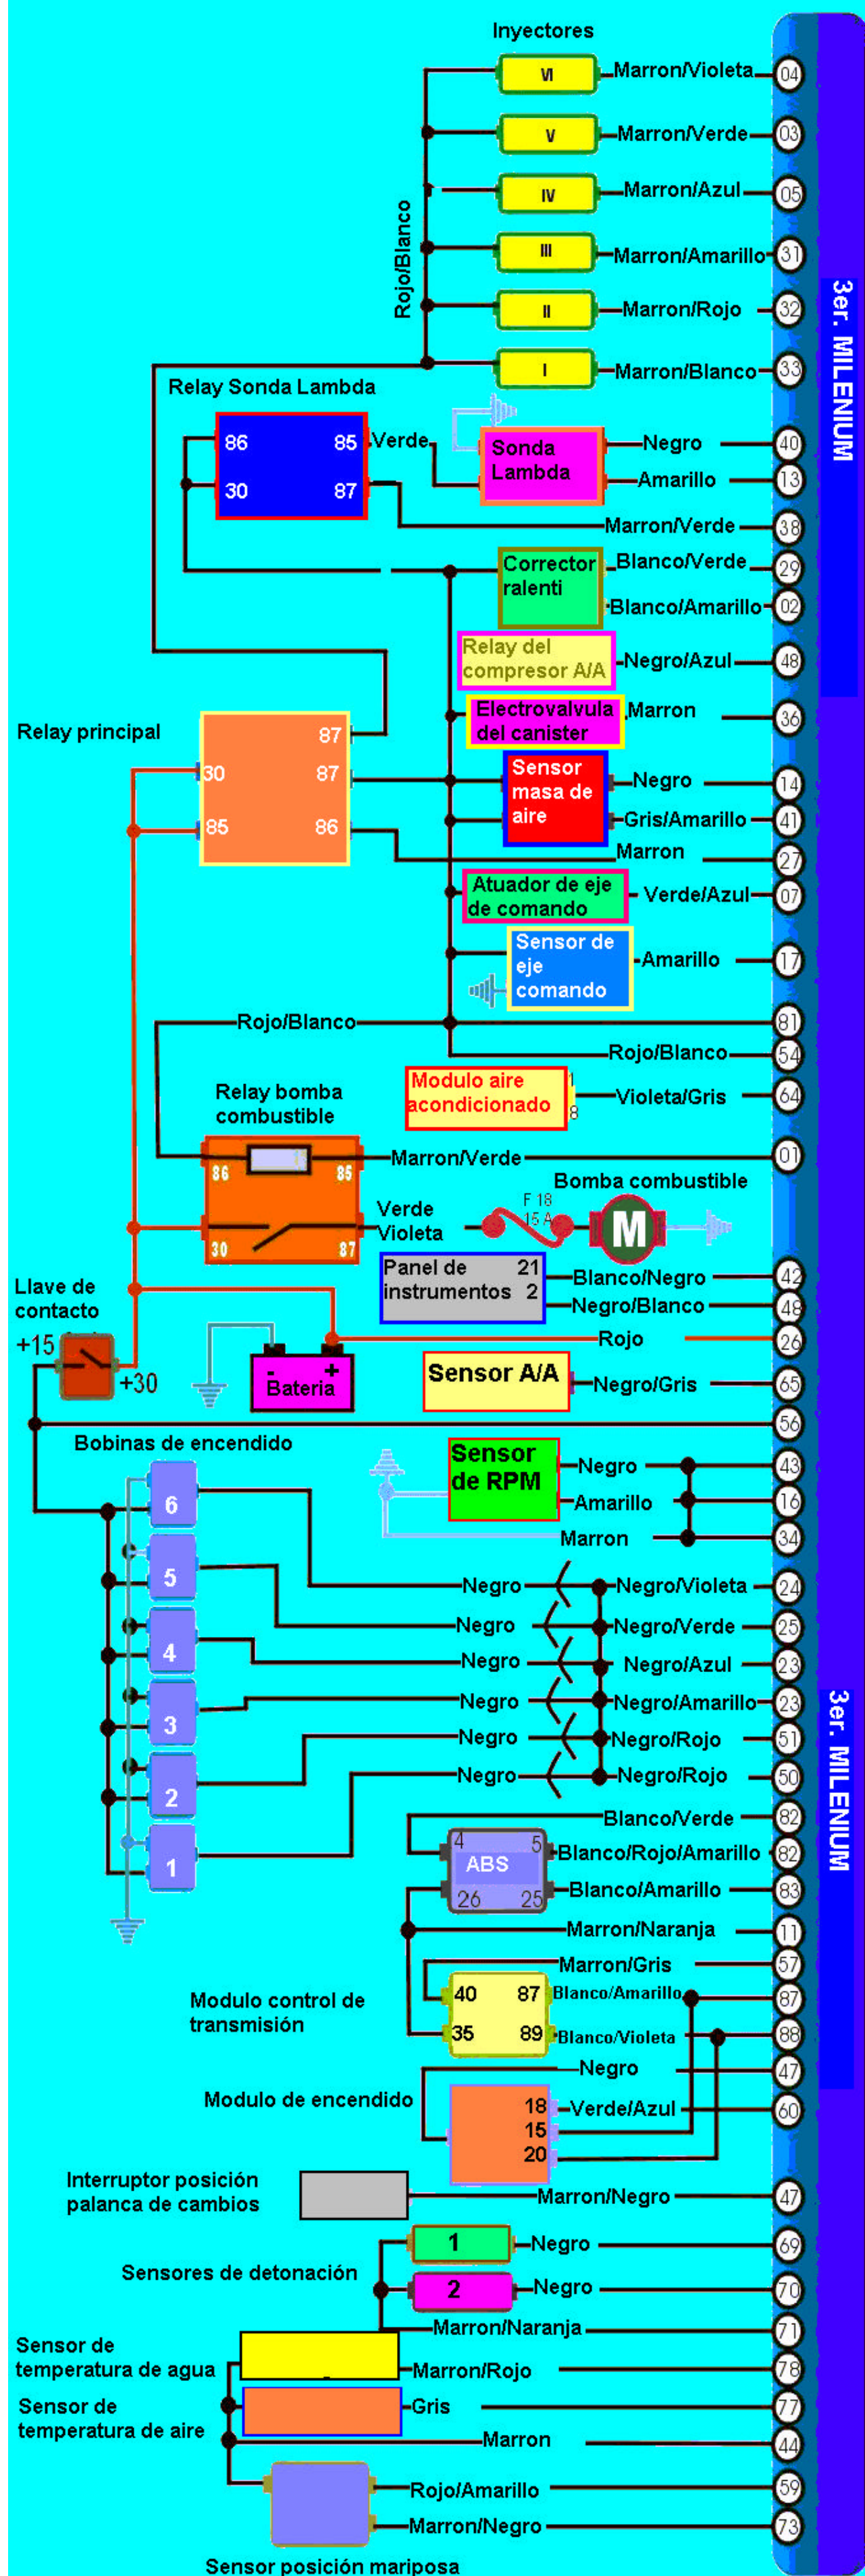 Inyectores
VI Marron/Violeta 04
V Marron/Verde 03
IV Marron/Azul 05
III Marron/Amarillo 31
II Marron/Rojo 32
I Marron/Blanco 33
Rojo/Blanco
3er. MILENIUM
Relay Sonda Lambda
86 85 Verde
30 87
Sonda Lambda
Negro 40
Amarillo 13
Marron/Verde 38
Corrector ralenti
Blanco/Verde 29
Blanco/Amarillo 02
Relay del compresor A/A
Negro/Azul 48
Electrovalvula del canister
Marron 36
Relay principal
87
30 87
85 86
Sensor masa de aire
Negro 14
Gris/Amarillo 41
Marron 27
Atuador de eje de comando
Verde/Azul 07
Sensor de eje comando
Amarillo 17
Rojo/Blanco 81
Rojo/Blanco 54
Modulo aire acondicionado
1
8
Violeta/Gris 64
Relay bomba combustible
86 85
30 87
Marron/Verde 01
Verde Violeta
F 18
15 A
Bomba combustible
M
Panel de instrumentos
21
2
Blanco/Negro 42
Negro/Blanco 48
Llave de contacto
+15
+30
- +
Bateria
Rojo 26
Sensor A/A
Negro/Gris 65
56
Bobinas de encendido
Sensor de RPM
Negro 43
Amarillo 16
Marron 34
6 Negro Negro/Violeta 24
5 Negro Negro/Verde 25
4 Negro Negro/Azul 23
3 Negro Negro/Amarillo 23
2 Negro Negro/Rojo 51
1 Negro Negro/Rojo 50
3er. MILENIUM
Blanco/Verde 82
4 5
ABS
26 25
Blanco/Rojo/Amarillo 82
Blanco/Amarillo 83
Marron/Naranja 11
Marron/Gris 57
Modulo control de transmisión
40 87 Blanco/Amarillo 87
35 89 Blanco/Violeta 88
Negro 47
Modulo de encendido
18 Verde/Azul 60
15
20
Interruptor posición palanca de cambios
Marron/Negro 47
Sensores de detonación
1 Negro 69
2 Negro 70
Marron/Naranja 71
Sensor de temperatura de agua
Marron/Rojo 78
Sensor de temperatura de aire
Gris 77
Marron 44
Rojo/Amarillo 59
Marron/Negro 73
Sensor posición mariposa